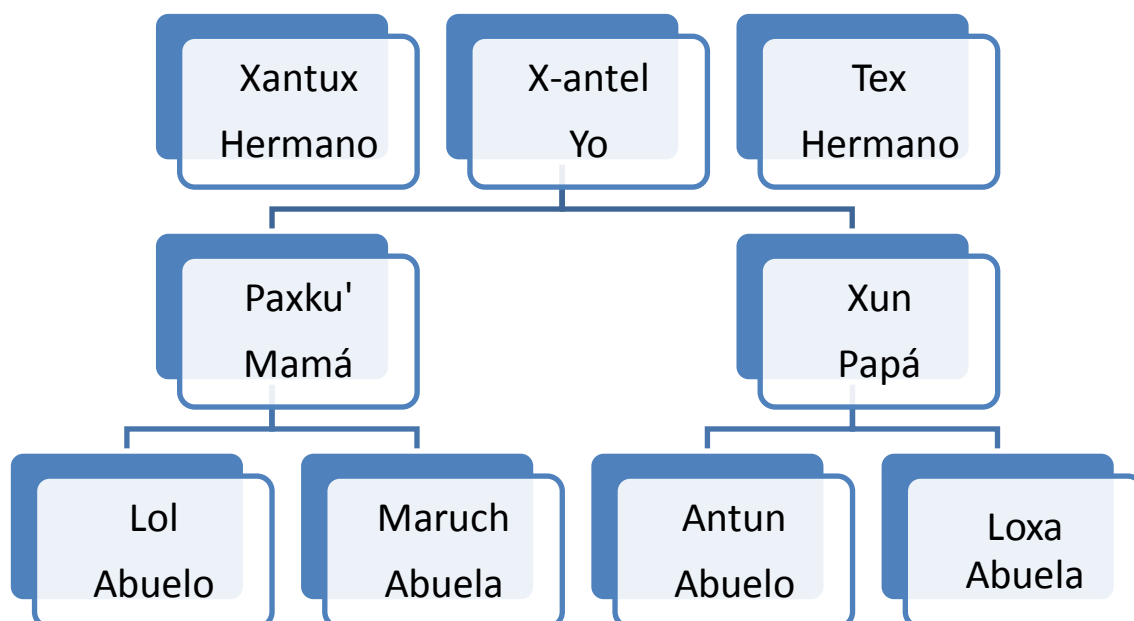 Xantux
Hermano
X-antel
Yo
Tex
Hermano
Paxku'
Mamá
Xun
Papá
Lol
Abuelo
Maruch
Abuela
Antun
Abuelo
Loxa
Abuela